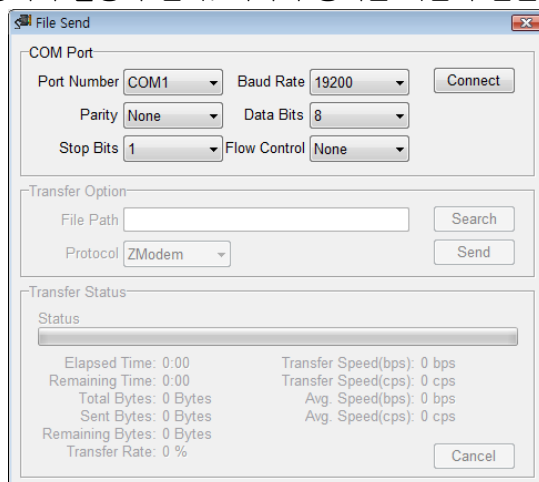 File Send
COM Port
Port Number COM1 Baud Rate 19200 Connect
Parity None Data Bits 8
Stop Bits 1 Flow Control None
Transfer Option
File Path Search
Protocol ZModem Send
Transfer Status
Status
Elapsed Time: 0:00 Transfer Speed(bps): 0 bps
Remaining Time: 0:00 Transfer Speed(cps): 0 cps
Total Bytes: 0 Bytes Avg. Speed(bps): 0 bps
Sent Bytes: 0 Bytes Avg. Speed(cps): 0 cps
Remaining Bytes: 0 Bytes
Transfer Rate: 0 % Cancel